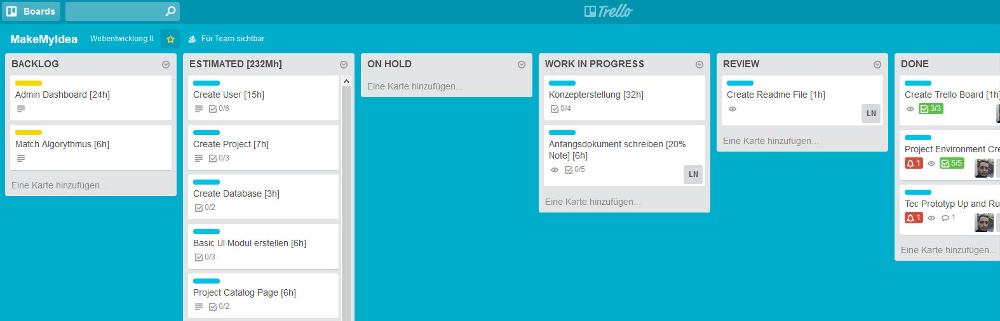 Boards
Trello
MakeMyIdea
Webentwicklung II
Für Team sichtbar
BACKLOG
Admin Dashboard [24h]
Match Algorythmus [6h]
Eine Karte hinzufügen...
ESTIMATED [232Mh]
Create User [15h]
0/6
Create Project [7h]
0/3
Create Database [3h]
0/2
Basic UI Modul erstellen [6h]
0/3
Project Catalog Page [6h]
0/2
ON HOLD
Eine Karte hinzufügen...
WORK IN PROGRESS
Konzepterstellung [32h]
0/4
Anfangsdokument schreiben [20%
Note] [6h]
0/5
LN
Eine Karte hinzufügen...
REVIEW
Create Readme File [1h]
LN
Eine Karte hinzufügen...
DONE
Create Trello Board [1h]
3/3
Project Environment Cre
1
5/5
Tec Prototyp Up and Ru
1
1
Eine Karte hinzufügen...